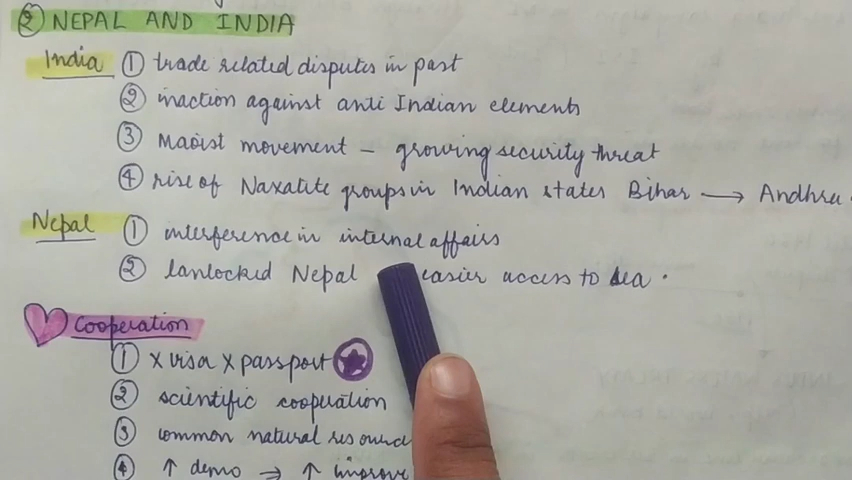 ② NEPAL AND INDIA
India ① trade related disputes in past
② inaction against anti Indian elements
③ Maoist movement - growing security threat
④ rise of Naxalite groups in Indian states Bihar → Andhra
Nepal ① interference in internal affairs
② lanlocked Nepal easier access to sea.
Cooperation
① x visa x passport
② scientific cooperation
③ common natural resource
④ ↑ demo → ↑ improve